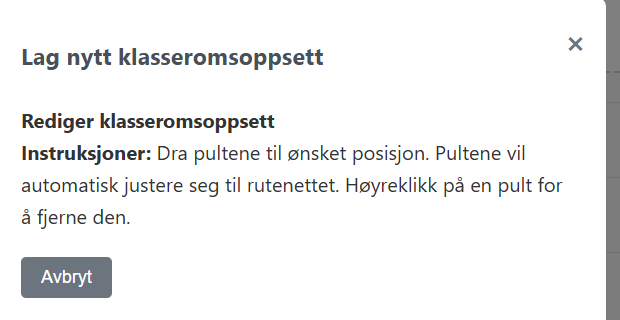 Lag nytt klasseromsoppsett
×
Rediger klasseromsoppsett
Instruksjoner: Dra pultene til ønsket posisjon. Pultene vil
automatisk justere seg til rutenettet. Høyreklikk på en pult for
å fjerne den.
Avbryt